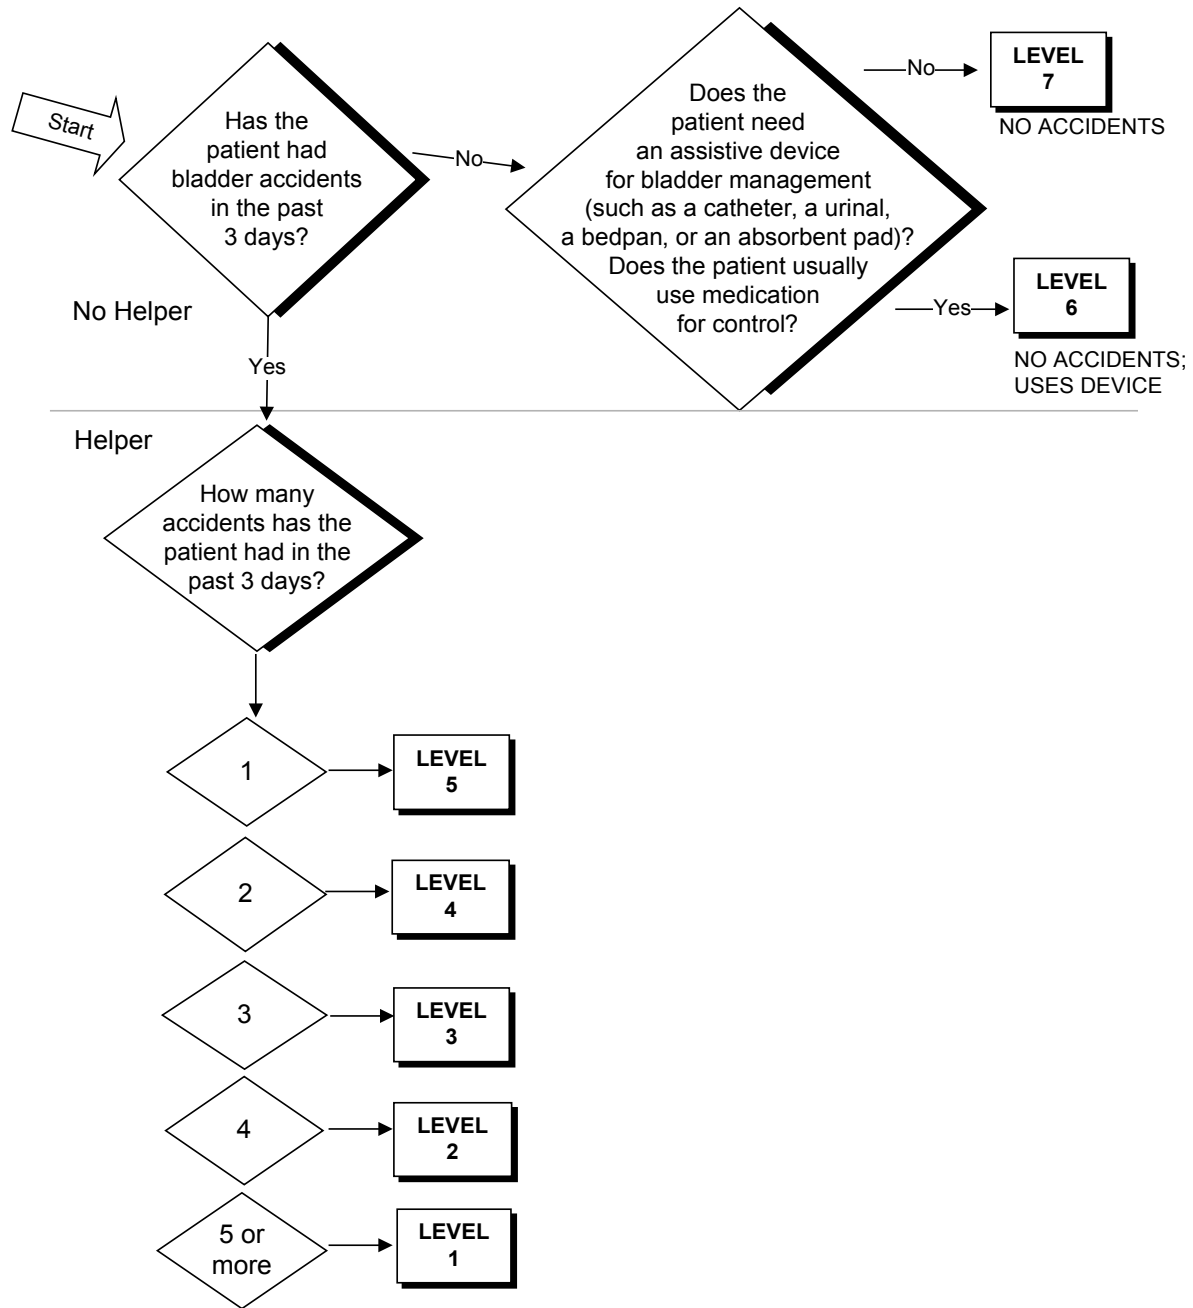 Start
Has the
patient had
bladder accidents
in the past
3 days?
No
Does the
patient need
an assistive device
for bladder management
(such as a catheter, a urinal,
a bedpan, or an absorbent pad)?
Does the patient usually
use medication
for control?
No
LEVEL
7
NO ACCIDENTS
Yes
LEVEL
6
NO ACCIDENTS;
USES DEVICE
No Helper
Yes
Helper
How many
accidents has the
patient had in the
past 3 days?
1
LEVEL
5
2
LEVEL
4
3
LEVEL
3
4
LEVEL
2
5 or
more
LEVEL
1